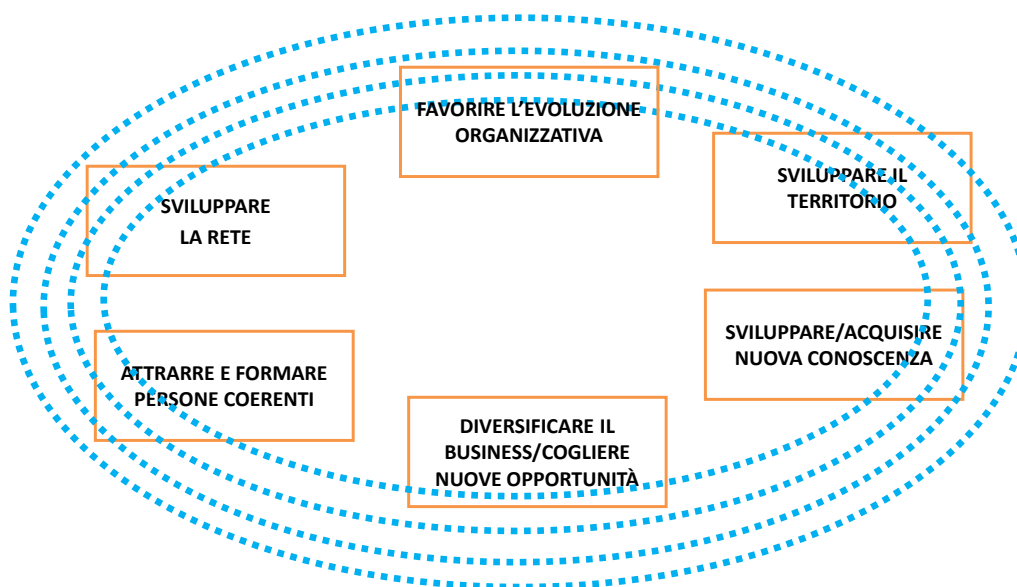 FAVORIRE L'EVOLUZIONE
ORGANIZZATIVA
SVILUPPARE IL
TERRITORIO
SVILUPPARE
LA RETE
SVILUPPARE/ACQUISIRE
NUOVA CONOSCENZA
ATTRARRE E FORMARE
PERSONE COERENTI
DIVERSIFICARE IL
BUSINESS/COGLIERE
NUOVE OPPORTUNITÀ